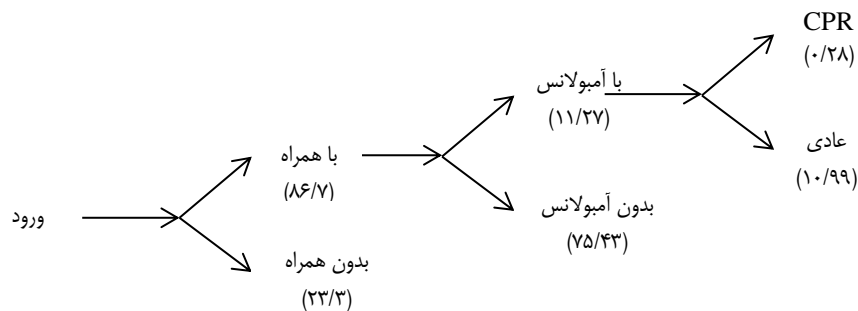 CPR
(۰/۲۸)
با آمبولانس
(۱۱/۲۷)
عادی
(۱۰/۹۹)
با همراه
(۸۶/۷)
بدون آمبولانس
(۷۵/۴۳)
ورود
بدون همراه
(۲۳/۳)